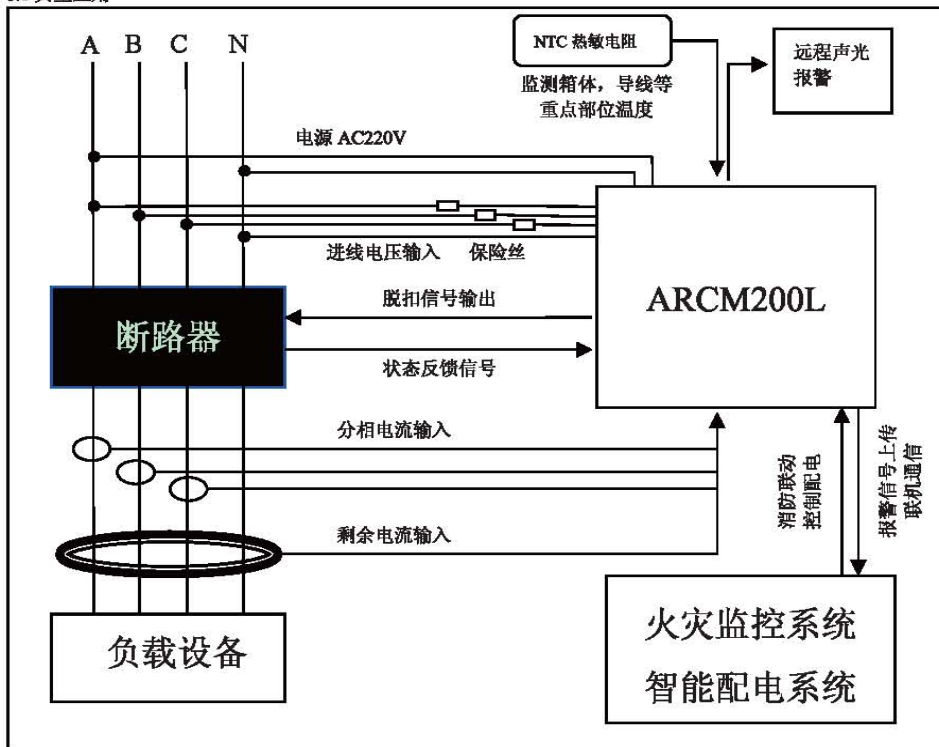 A B C N
NTC 热敏电阻
监测箱体，导线等
重点部位温度
远程声光
报警
电源 AC220V
进线电压输入 保险丝
ARCM200L
断路器
脱扣信号输出
状态反馈信号
分相电流输入
消防联动
控制配电
报警信号上传
联机通信
剩余电流输入
负载设备
火灾监控系统
智能配电系统